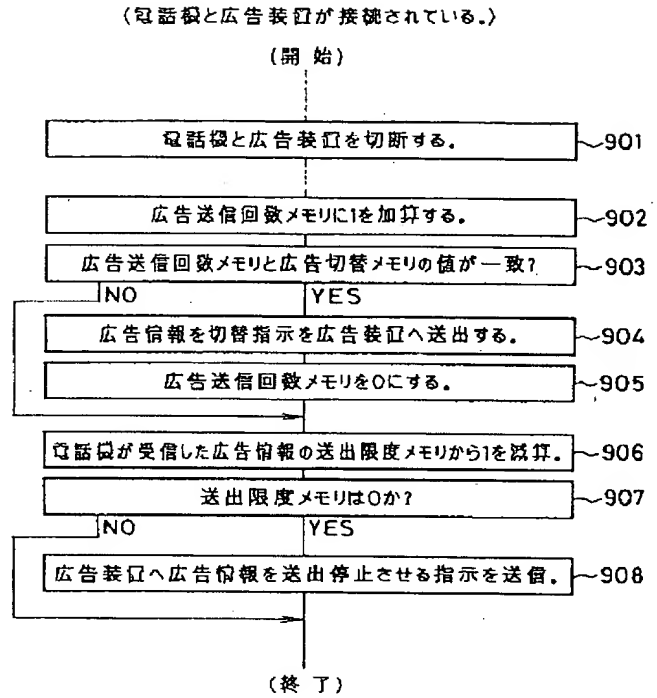 〈電話機と広告装置が接続されている。〉
(開 始)
電話機と広告装置を切断する。 901
広告送信回数メモリに1を加算する。 902
広告送信回数メモリと広告切替メモリの値が一致? 903
NO YES
広告情報を切替指示を広告装置へ送出する。 904
広告送信回数メモリを0にする。 905
電話機が受信した広告情報の送出限度メモリから1を減算。 906
送出限度メモリは0か? 907
NO YES
広告装置へ広告情報を送出停止させる指示を送信。 908
(終 了)